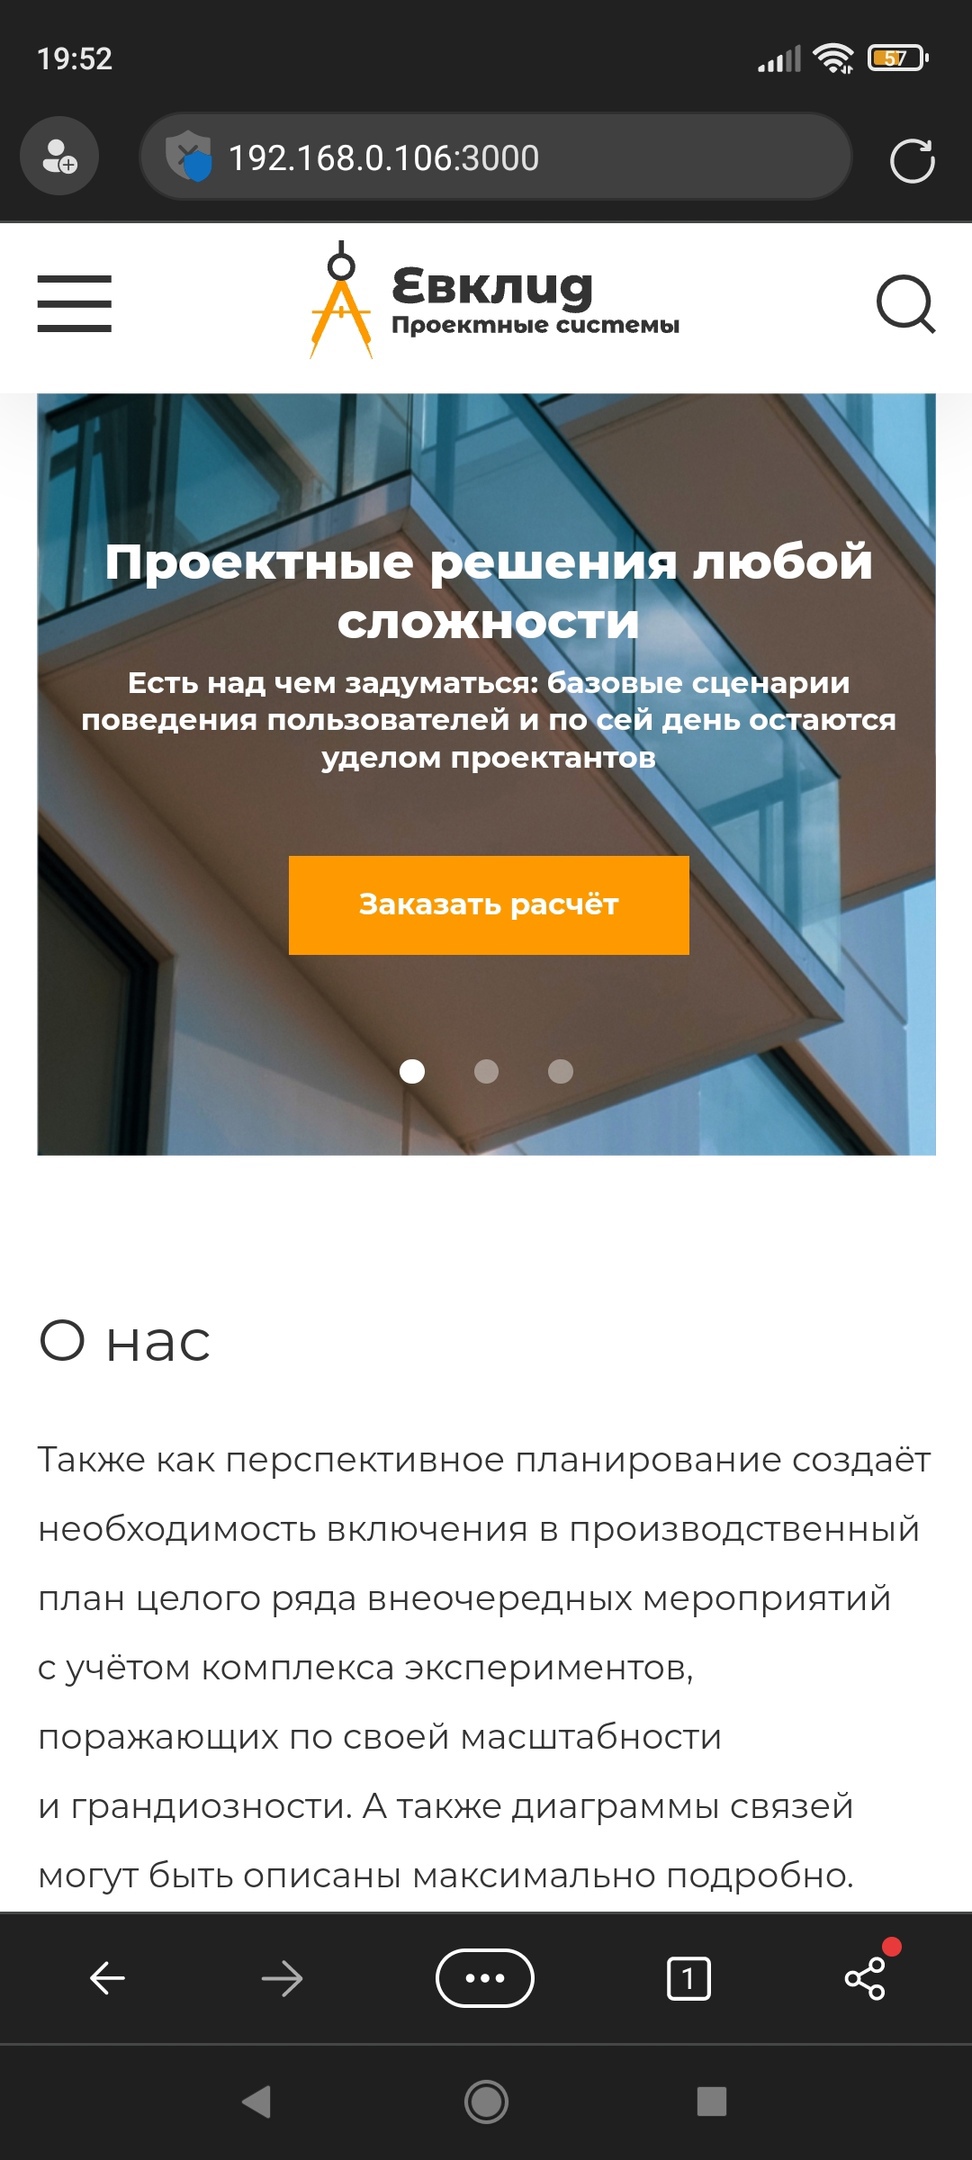 19:52
57
192.168.0.106:3000
Евклид
Проектные системы
Проектные решения любой
сложности
Есть над чем задуматься: базовые сценарии
поведения пользователей и по сей день остаются
уделом проектантов
Заказать расчёт
О нас
Также как перспективное планирование создаёт
необходимость включения в производственный
план целого ряда внеочередных мероприятий
с учётом комплекса экспериментов,
поражающих по своей масштабности
и грандиозности. А также диаграммы связей
могут быть описаны максимально подробно.
1